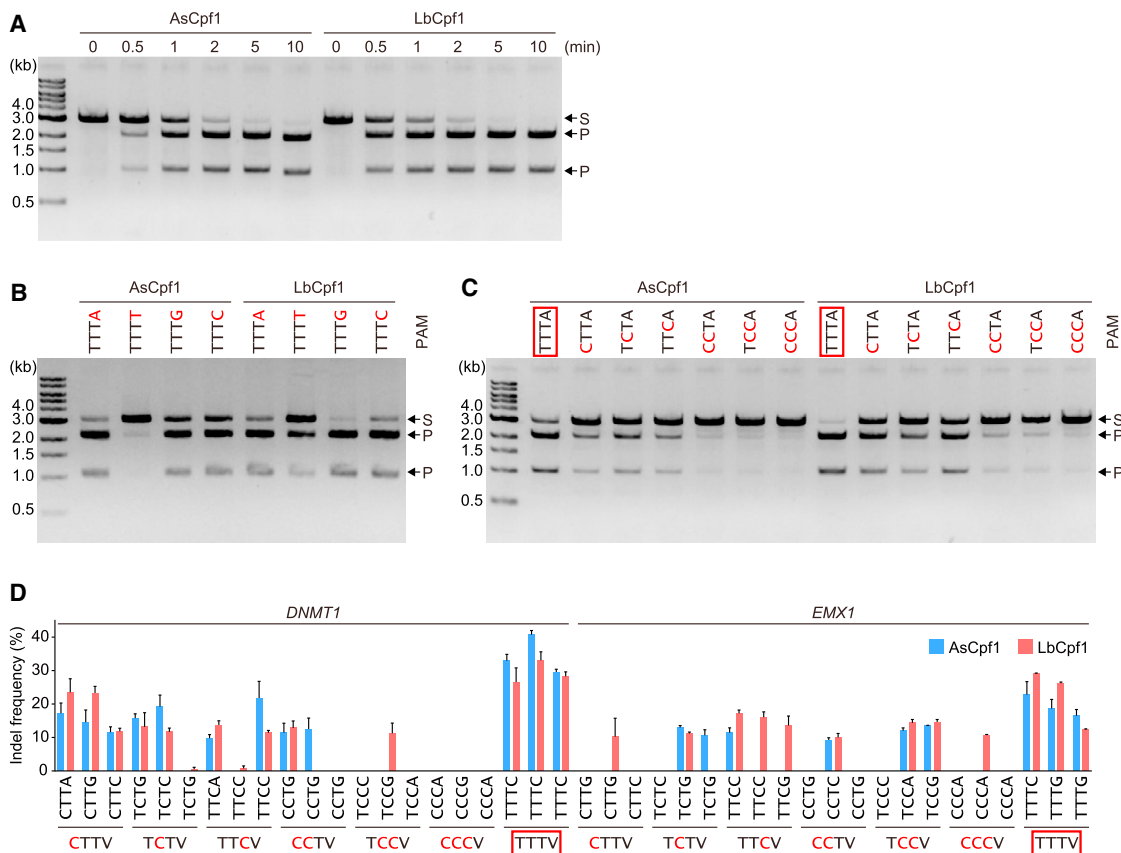 A
AsCpf1 LbCpf1
0 0.5 1 2 5 10 0 0.5 1 2 5 10 (min)
(kb)
4.0
3.0
2.0
1.5
1.0
0.5
S
P
P
B
AsCpf1 LbCpf1
TTTA TTTT TTTG TTTC TTTA TTTT TTTG TTTC PAM
(kb)
4.0
3.0
2.0
1.5
1.0
0.5
S
P
P
C
AsCpf1 LbCpf1
TTTA CTTA TCTA TTCA CCTA TCCA CCCA TTTA CTTA TCTA TTCA CCTA TCCA CCCA PAM
(kb)
4.0
3.0
2.0
1.5
1.0
0.5
S
P
P
D
DNMT1 EMX1
Indel frequency (%)
40
30
20
10
0
AsCpf1 LbCpf1
CTTA CTTG CTTC TCTG TCTC TCTG TTCA TTCC TTCC CCTG CCTG CCTG TCCC TCCG TCCA CCCA CCCG CCCA TTTC TTTC TTTC CTTG CTTG CTTC TCTC TCTG TCTG TTCC TTCC TTCG CCTG CCTC CCTG TCCC TCCA TCCG CCCA CCCA CCCA TTTC TTTG TTTG
CTTV TCTV TTCV CCTV TCCV CCCV TTTV CTTV TCTV TTCV CCTV TCCV CCCV TTTV